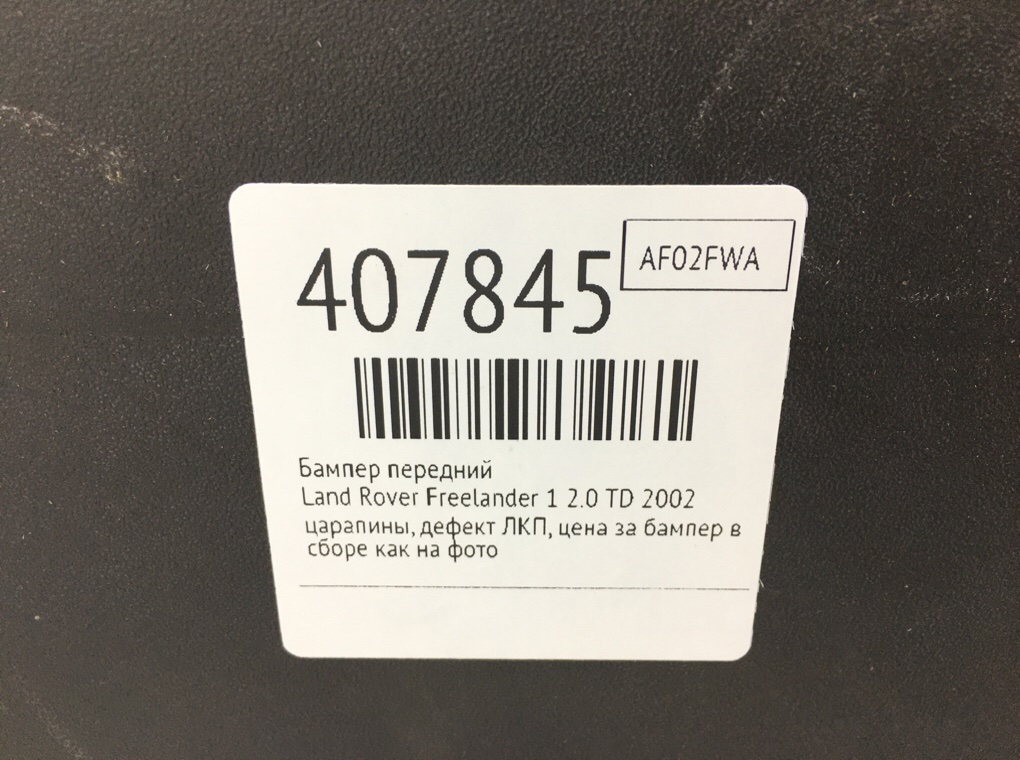 407845
AF02FWA
Бампер передний
Land Rover Freelander 1 2.0 TD 2002
царапины, дефект ЛКП, цена за бампер в
сборе как на фото